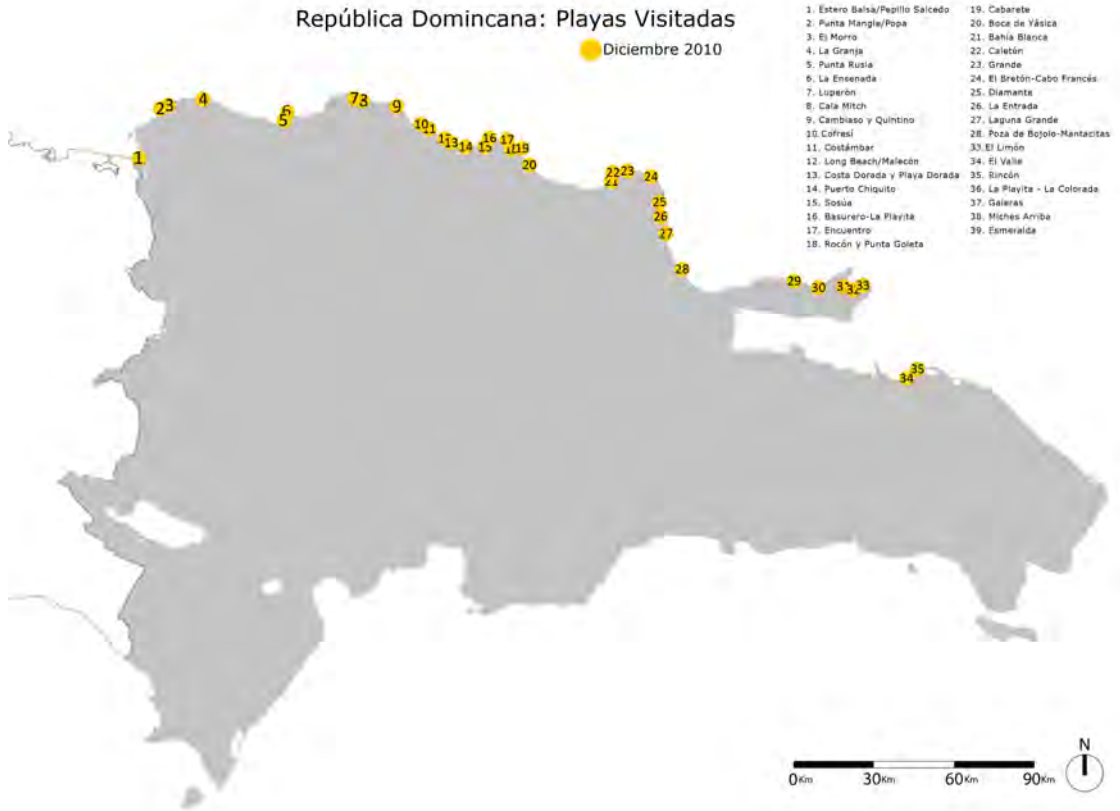 República Domincana: Playas Visitadas
Diciembre 2010
1. Estero Balsa/Pepillo Salcedo
2. Punta Mangle/Popa
3. El Morro
4. La Granja
5. Punta Rusia
6. La Ensenada
7. Luperón
8. Cala Mitch
9. Cambiaso y Quintino
10. Cofresí
11. Costámbar
12. Long Beach/Malecón
13. Costa Dorada y Playa Dorada
14. Puerto Chiquito
15. Sosúa
16. Basurero-La Playita
17. Encuentro
18. Rocón y Punta Goleta
19. Cabarete
20. Boca de Yásica
21. Bahía Blanca
22. Caletón
23. Grande
24. El Bretón-Cabo Francés
25. Diamante
26. La Entrada
27. Laguna Grande
28. Poza de Bojolo-Mantacitas
33. El Limón
34. El Valle
35. Rincón
36. La Playita - La Colorada
37. Galeras
38. Miches Arriba
39. Esmeralda
1
2
3
4
5
6
7
3
9
10
11
13
14
15
16
17
19
20
21
22
23
24
25
26
27
28
29
30
32
33
34
35
N
0Km 30Km 60Km 90Km